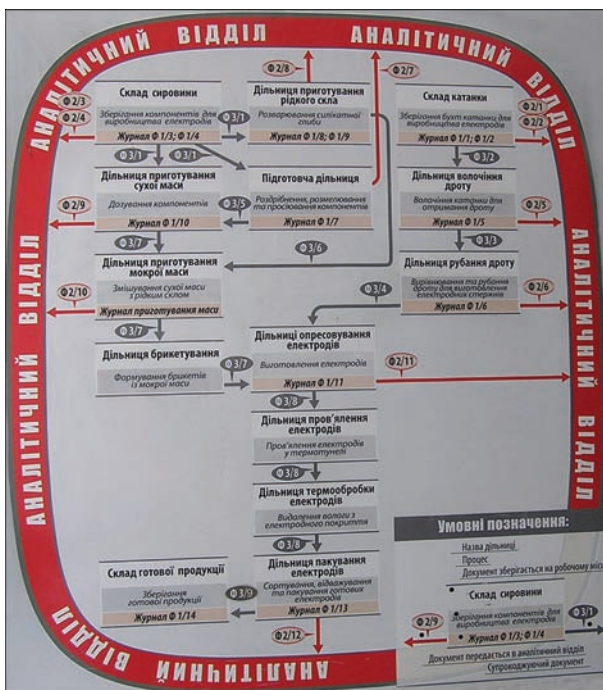 АНАЛІТИЧНИЙ ВІДДІЛ
АНАЛІТИЧНИЙ ВІДДІЛ
Ф2/8
Ф2/7
Склад сировини
Зберігання компонентів для
виробництва електродів
Журнал Ф 1/3; Ф 1/4
Ф2/3
Ф2/4
Ф3/1
Дільниця приготування
рідкого скла
Розварювання силікатної
глиби
Журнал Ф 1/8; Ф 1/9
Склад катанки
Зберігання бухт катанки для
виробництва електродів
Журнал Ф 1/1; Ф 1/2
Ф2/1
Ф2/2
Ф3/1
Ф3/1
Ф3/2
Дільниця приготування
сухої маси
Дозування компонентів
Журнал Ф 1/10
Ф2/9
Ф3/5
Підготовча дільниця
Роздрібнення, розмелювання
та просіювання компонентів
Журнал Ф 1/7
Дільниця волочіння
дроту
Волочіння катанки для
отримання дроту
Журнал Ф 1/5
Ф2/5
Ф3/7
Ф3/6
Ф3/3
Дільниця приготування
мокрої маси
Змішування сухої маси
з рідким склом
Журнал приготування маси
Ф2/10
Дільниця рубання дроту
Вирівнювання та рубання
дроту для виготовлення
електродних стержнів
Журнал Ф 1/6
Ф3/4
Ф2/6
Ф3/7
Дільниця брикетування
Формування брикетів
із мокрої маси
Ф3/7
Дільниці опресовування
електродів
Виготовлення електродів
Журнал Ф 1/11
Ф2/11
Ф3/8
Дільниця пров'ялення
електродів
Пров'ялення електродів
у термотунелі
Ф3/8
Дільниця термообробки
електродів
Видалення вологи з
електродного покриття
Ф3/8
Дільниця пакування
електродів
Сортування, відважування
та пакування готових
електродів
Журнал Ф 1/13
Ф3/9
Склад готової продукції
Зберігання
готової продукції
Журнал Ф 1/14
Ф2/12
АНАЛІТИЧНИЙ ВІДДІЛ
АНАЛІТИЧНИЙ ВІДДІЛ
АНАЛІТИЧНИЙ ВІДДІЛ
Умовні позначення:
Назва дільниці
Процес
Документ зберігається на робочому міс
Склад сировини
Зберігання компонентів для
виробництва електродів
Журнал Ф 1/3; Ф 1/4
Ф2/9
Ф3/1
Документ передається в аналітичний відділ
Супроводжуючий документ